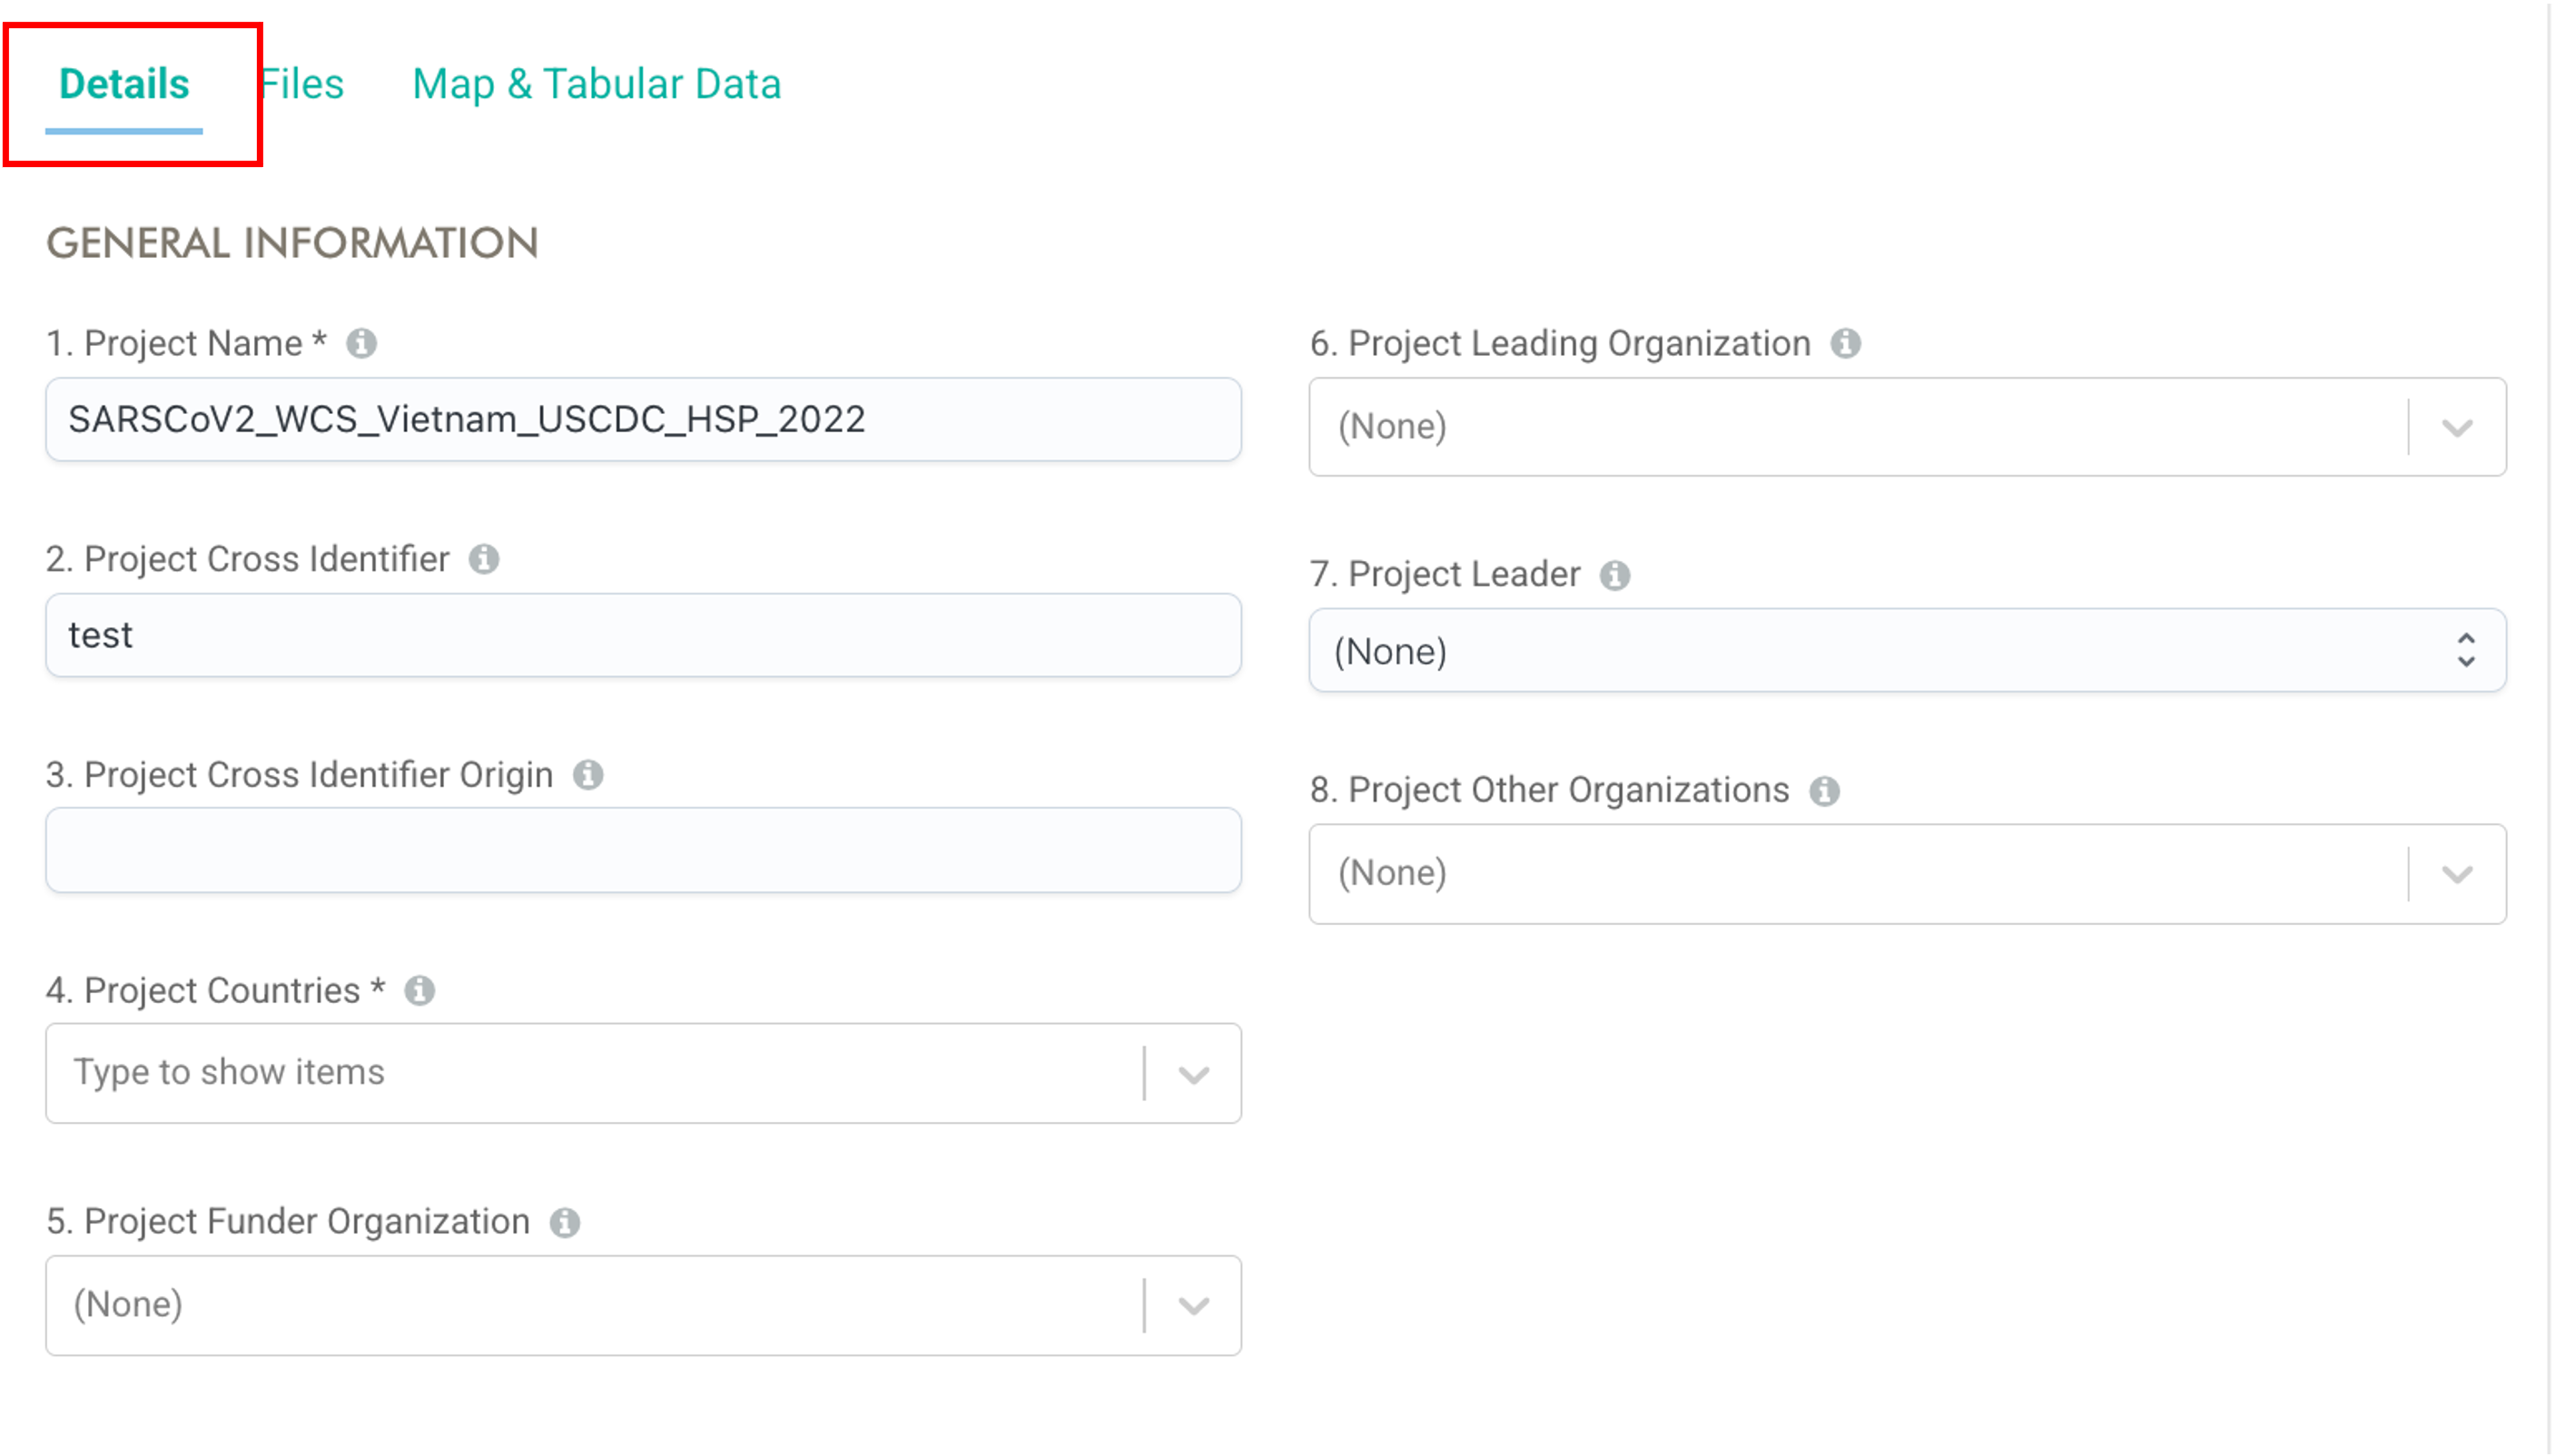 Details Files Map & Tabular Data
GENERAL INFORMATION
1. Project Name *
SARSCoV2_WCS_Vietnam_USCDC_HSP_2022
2. Project Cross Identifier
test
3. Project Cross Identifier Origin
4. Project Countries *
Type to show items
5. Project Funder Organization
(None)
6. Project Leading Organization
(None)
7. Project Leader
(None)
8. Project Other Organizations
(None)